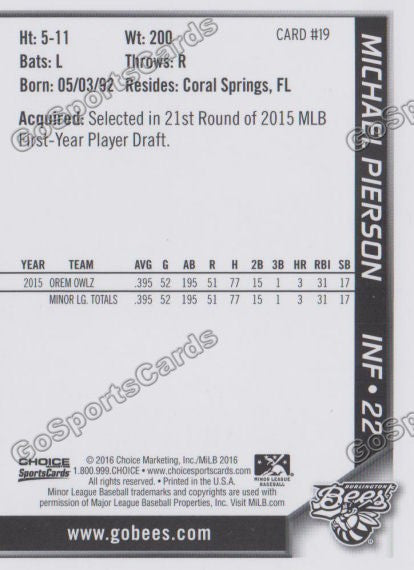 Ht: 5-11 Wt: 200 CARD #19
Bats: L Throws: R
Born: 05/03/92 Resides: Coral Springs, FL
Acquired: Selected in 21st Round of 2015 MLB
First-Year Player Draft.
MICHAEL PIERSON INF • 22
YEAR TEAM AVG G AB R H 2B 3B HR RBI SB
2015 OREM OWLZ .395 52 195 51 77 15 1 3 31 17
MINOR LG. TOTALS .395 52 195 51 77 15 1 3 31 17
CHOICE
SportsCards
© 2016 Choice Marketing, Inc./MiLB 2016
1.800.999.CHOICE • www.choicesportscards.com
All rights reserved. • Printed in the U.S.A.
Minor League Baseball trademarks and copyrights are used with
permission of Major League Baseball Properties, Inc. Visit MiLB.com
MINOR LEAGUE
BASEBALL
BURLINGTON
Bees
www.gobees.com
GoSportsCards
GoSportsCards
GoSportsCards
GoSportsCards
GoSportsCards
GoSportsCards